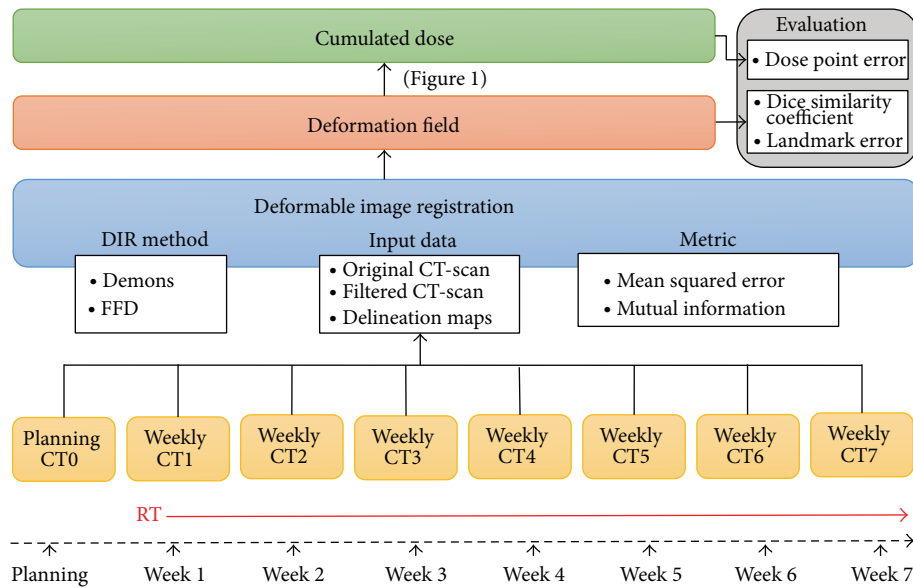 Cumulated dose
Evaluation
• Dose point error
(Figure 1)
Deformation field
• Dice similarity
coefficient
• Landmark error
Deformable image registration
DIR method
• Demons
• FFD
Input data
• Original CT-scan
• Filtered CT-scan
• Delineation maps
Metric
• Mean squared error
• Mutual information
Planning
CT0
Weekly
CT1
Weekly
CT2
Weekly
CT3
Weekly
CT4
Weekly
CT5
Weekly
CT6
Weekly
CT7
RT
Planning
Week 1
Week 2
Week 3
Week 4
Week 5
Week 6
Week 7